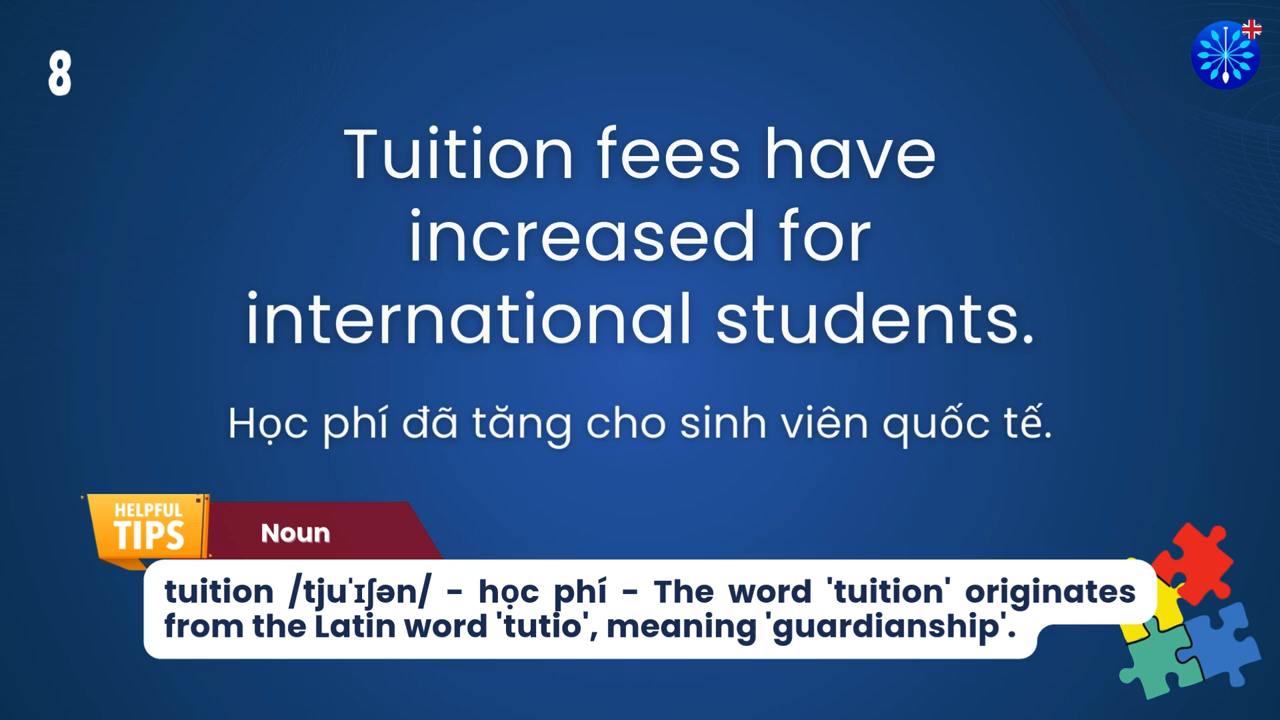 8
Tuition fees have
increased for
international students.
Học phí đã tăng cho sinh viên quốc tế.
HELPFUL
TIPS
Noun
tuition /tjuˈɪʃən/ - học phí - The word 'tuition' originates
from the Latin word 'tutio', meaning 'guardianship'.